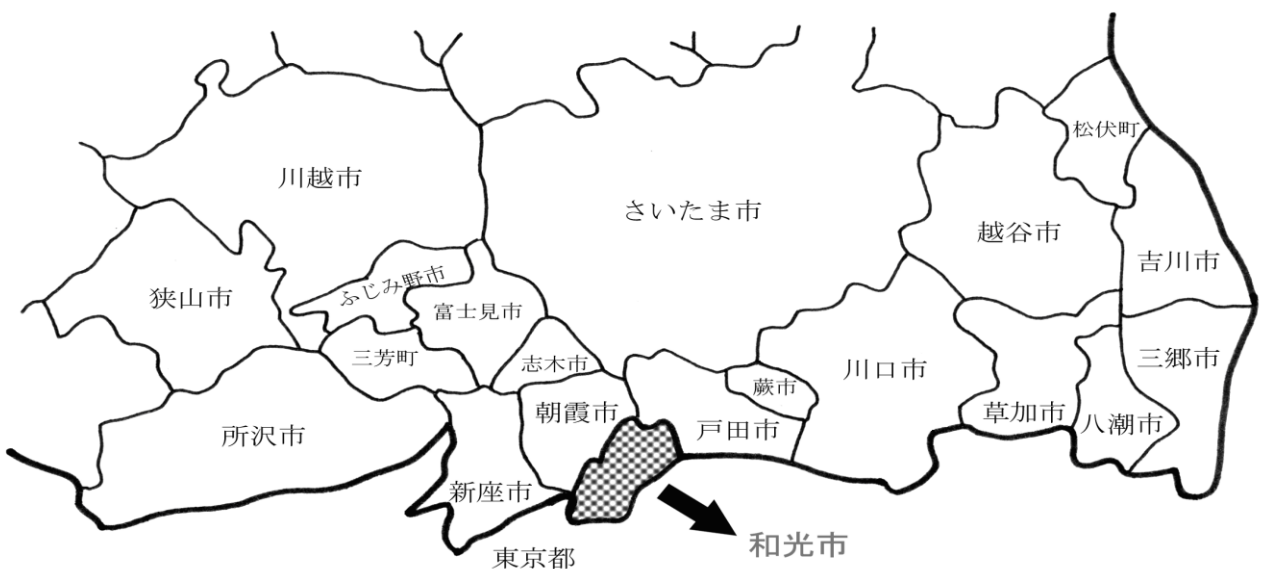 松伏町
川越市
さいたま市
越谷市
吉川市
ふじみ野市
狭山市
富士見市
三芳町
志木市
蕨市
川口市
三郷市
朝霞市
草加市
八潮市
戸田市
所沢市
新座市
東京都
和光市